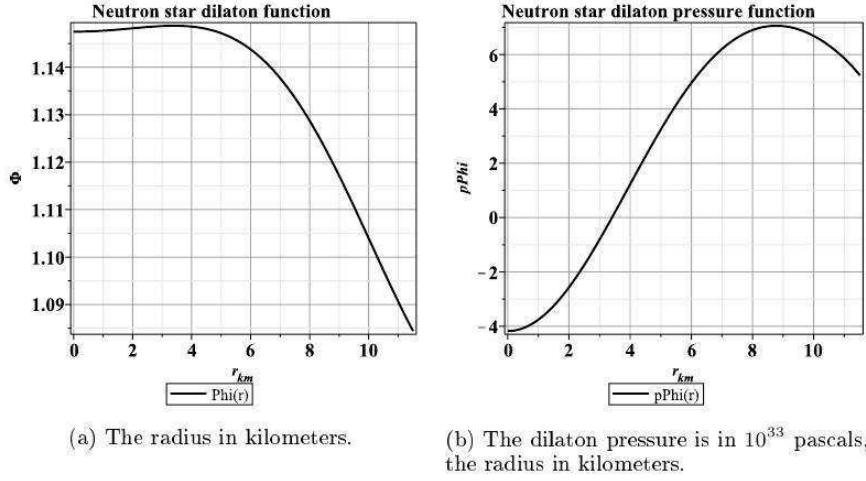 Neutron star dilaton function
Φ
1.14
1.13
1.12
1.11
1.10
1.09
0 2 4 6 8 10
r_km
Phi(r)
(a) The radius in kilometers.
Neutron star dilaton pressure function
pPhi
6
4
2
0
−2
−4
0 2 4 6 8 10
r_km
pPhi(r)
(b) The dilaton pressure is in 10^33 pascals,
the radius in kilometers.